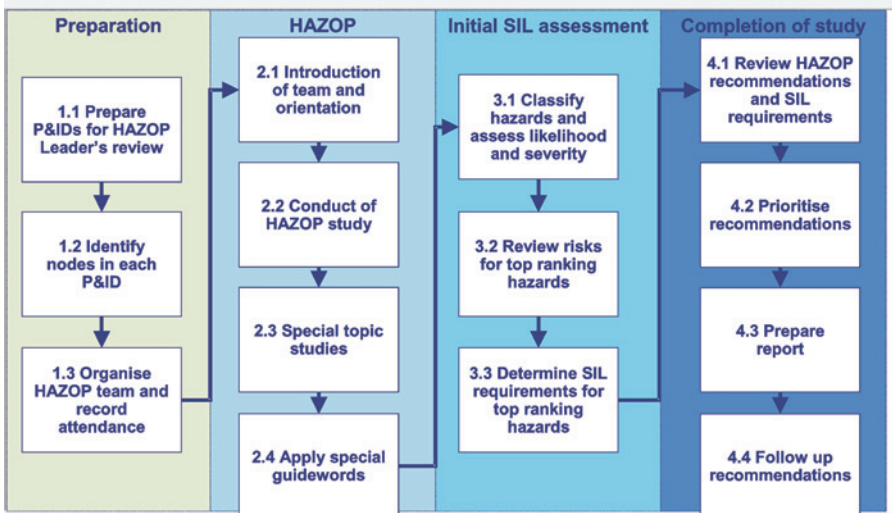 Preparation
1.1 Prepare
P&IDs for HAZOP
Leader's review
1.2 Identify
nodes in each
P&ID
1.3 Organise
HAZOP team and
record
attendance
HAZOP
2.1 Introduction
of team and
orientation
2.2 Conduct of
HAZOP study
2.3 Special topic
studies
2.4 Apply special
guidewords
Initial SIL assessment
3.1 Classify
hazards and
assess likelihood
and severity
3.2 Review risks
for top ranking
hazards
3.3 Determine SIL
requirements for
top ranking
hazards
Completion of study
4.1 Review HAZOP
recommendations
and SIL
requirements
4.2 Prioritise
recommendations
4.3 Prepare
report
4.4 Follow up
recommendations